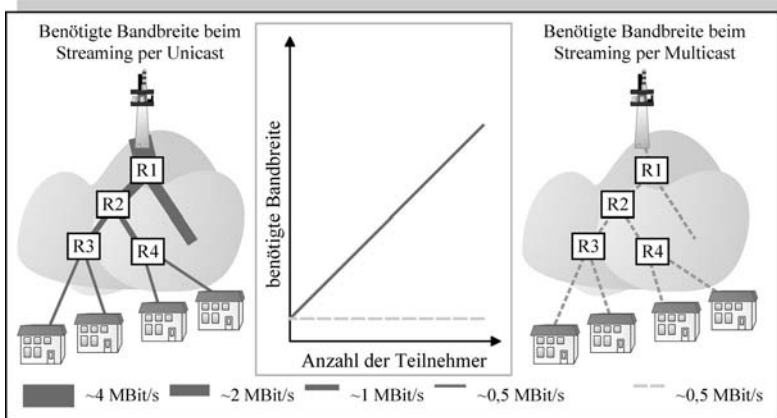 Benötigte Bandbreite beim
Streaming per Unicast
R1
R2
R3
R4
benötigte Bandbreite
Anzahl der Teilnehmer
Benötigte Bandbreite beim
Streaming per Multicast
R1
R2
R3
R4
~4 MBit/s
~2 MBit/s
~1 MBit/s
~0,5 MBit/s
~0,5 MBit/s